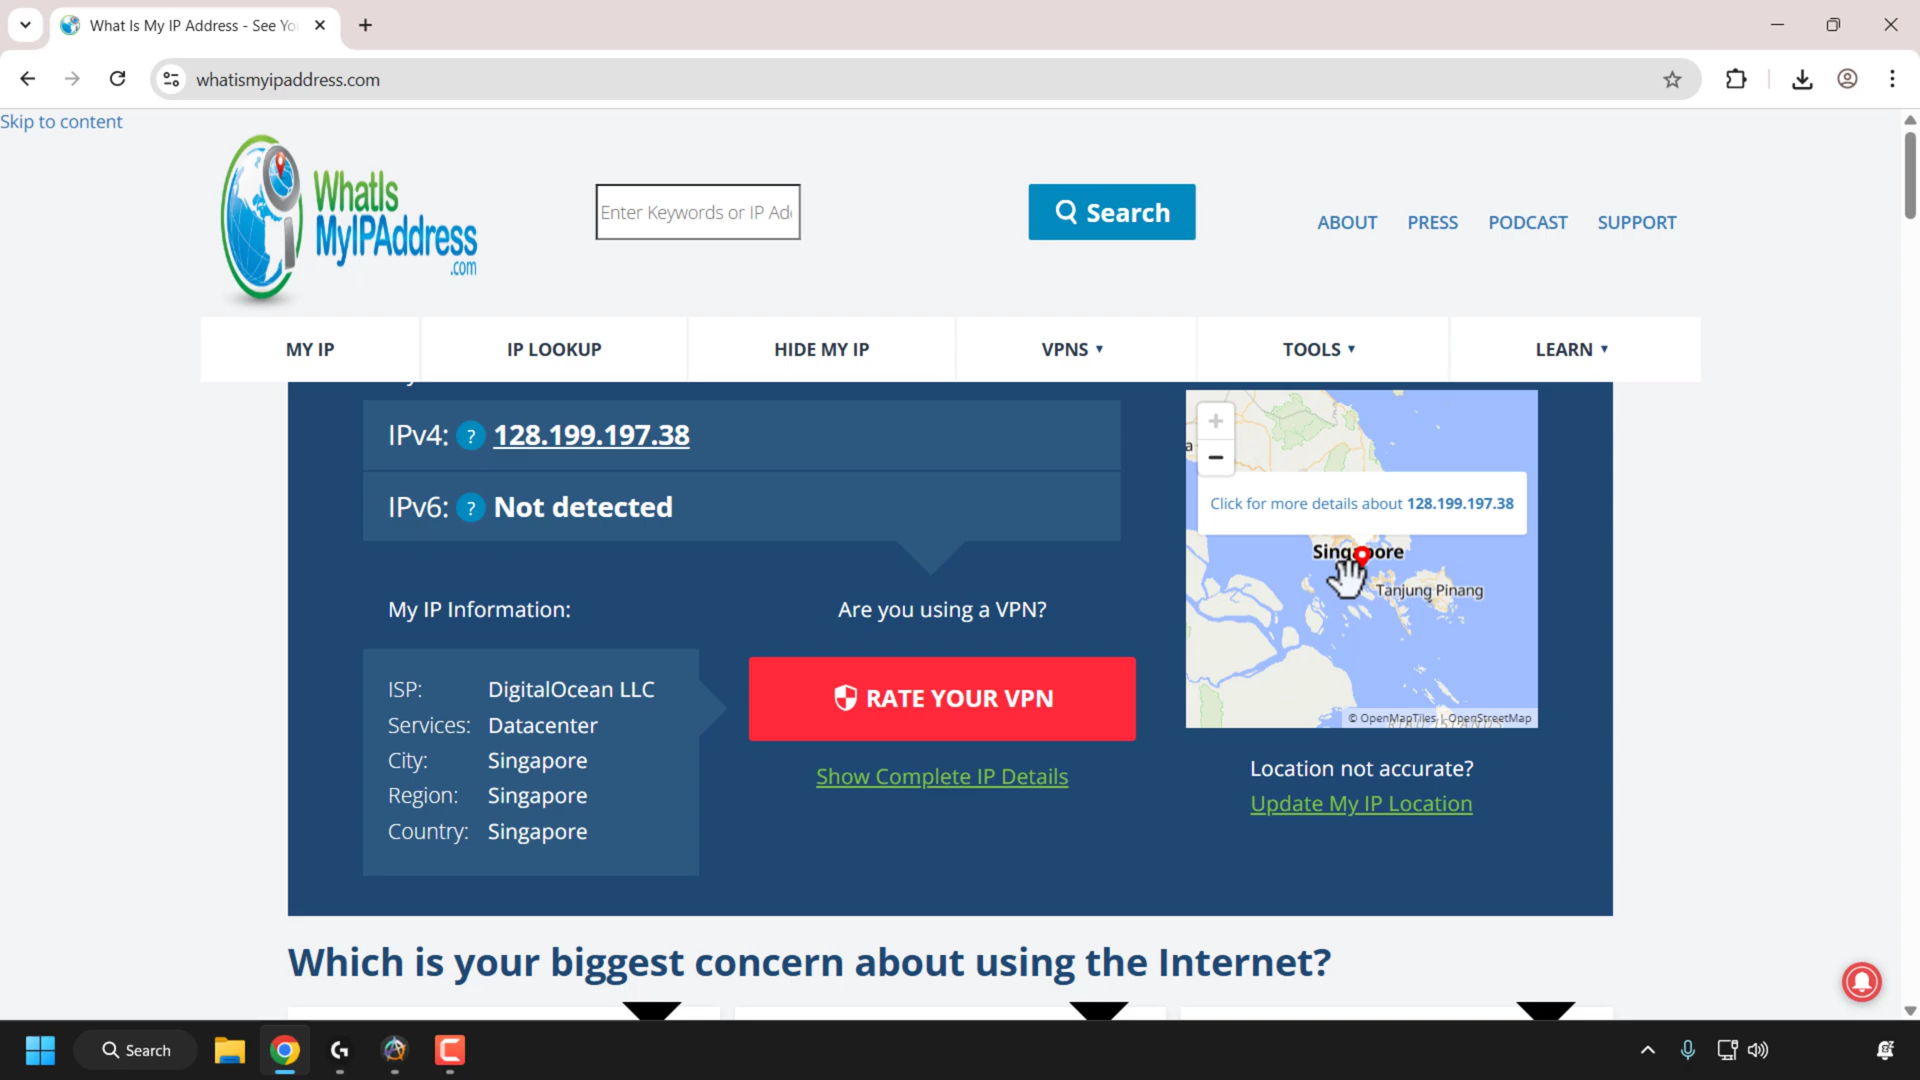 What Is My IP Address - See Yo
whatismyipaddress.com
Skip to content
WhatIs
MyIPAddress
.com
Enter Keywords or IP Ad
Search
ABOUT PRESS PODCAST SUPPORT
MY IP IP LOOKUP HIDE MY IP VPNS ▾ TOOLS ▾ LEARN ▾
IPv4: ? 128.199.197.38
IPv6: ? Not detected
My IP Information:
ISP: DigitalOcean LLC
Services: Datacenter
City: Singapore
Region: Singapore
Country: Singapore
Are you using a VPN?
RATE YOUR VPN
Show Complete IP Details
+
−
a
Click for more details about 128.199.197.38
Singapore
Tanjung Pinang
© OpenMapTiles | OpenStreetMap
Location not accurate?
Update My IP Location
Which is your biggest concern about using the Internet?
Search